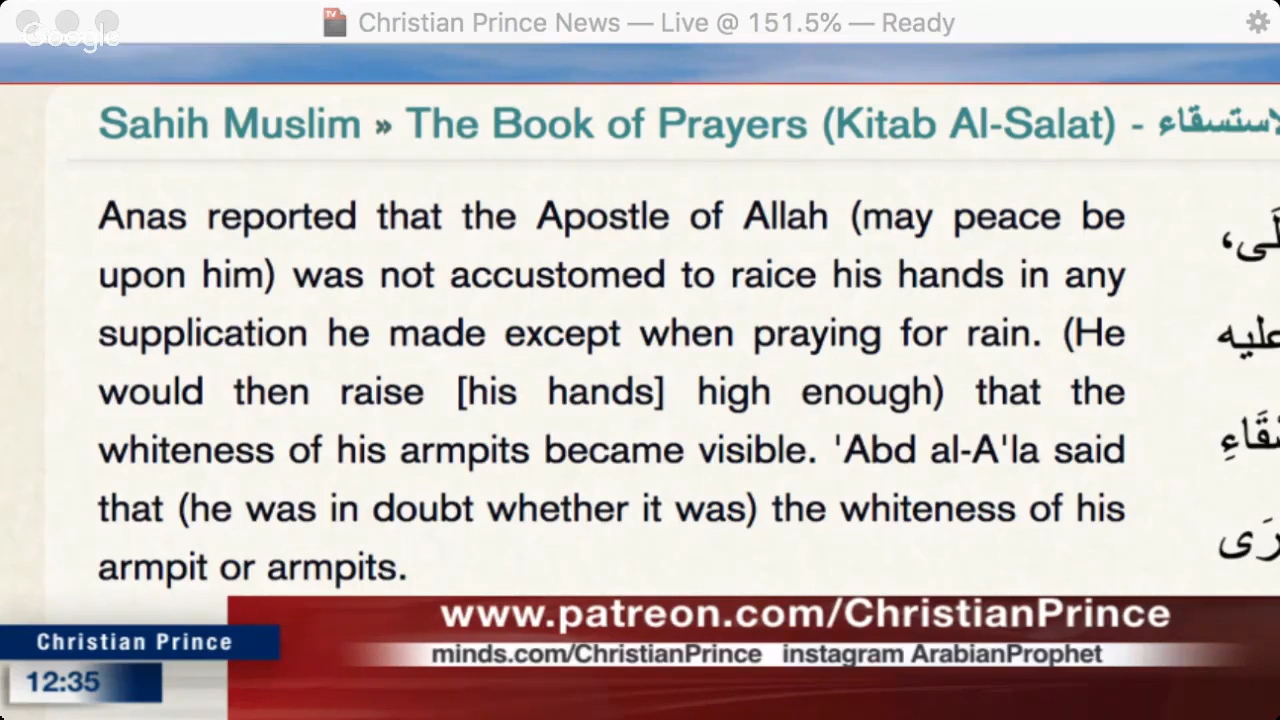 Christian Prince News — Live @ 151.5% — Ready
Google
Sahih Muslim » The Book of Prayers (Kitab Al-Salat) -
Anas reported that the Apostle of Allah (may peace be
upon him) was not accustomed to raice his hands in any
supplication he made except when praying for rain. (He
would then raise [his hands] high enough) that the
whiteness of his armpits became visible. 'Abd al-A'la said
that (he was in doubt whether it was) the whiteness of his
armpit or armpits.
عليه
www.patreon.com/ChristianPrince
Christian Prince
minds.com/ChristianPrince instagram ArabianProphet
12:35